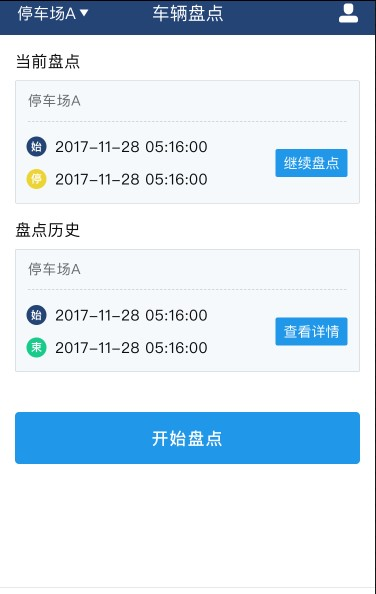 停车场A
车辆盘点
当前盘点
停车场A
始 2017-11-28 05:16:00
停 2017-11-28 05:16:00
继续盘点
盘点历史
停车场A
始 2017-11-28 05:16:00
束 2017-11-28 05:16:00
查看详情
开始盘点